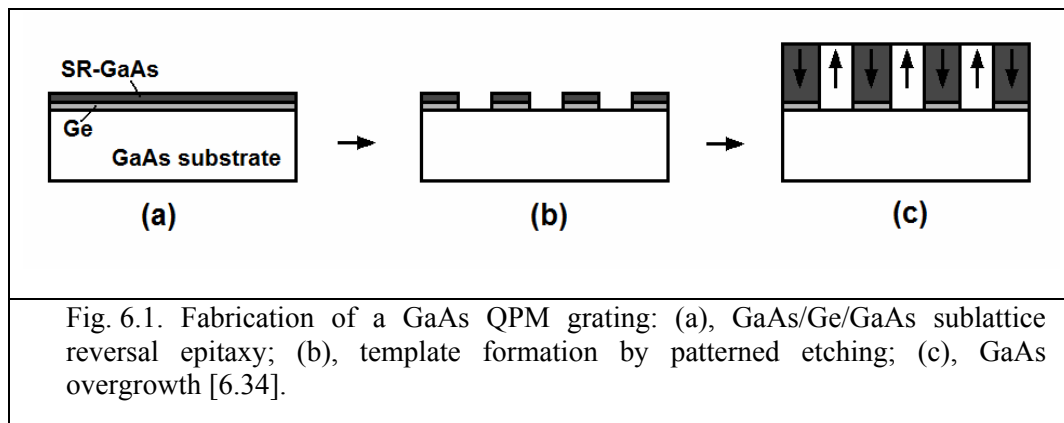 SR-GaAs
Ge
GaAs substrate
(a)
(b)
(c)
Fig. 6.1. Fabrication of a GaAs QPM grating: (a), GaAs/Ge/GaAs sublattice
reversal epitaxy; (b), template formation by patterned etching; (c), GaAs
overgrowth [6.34].